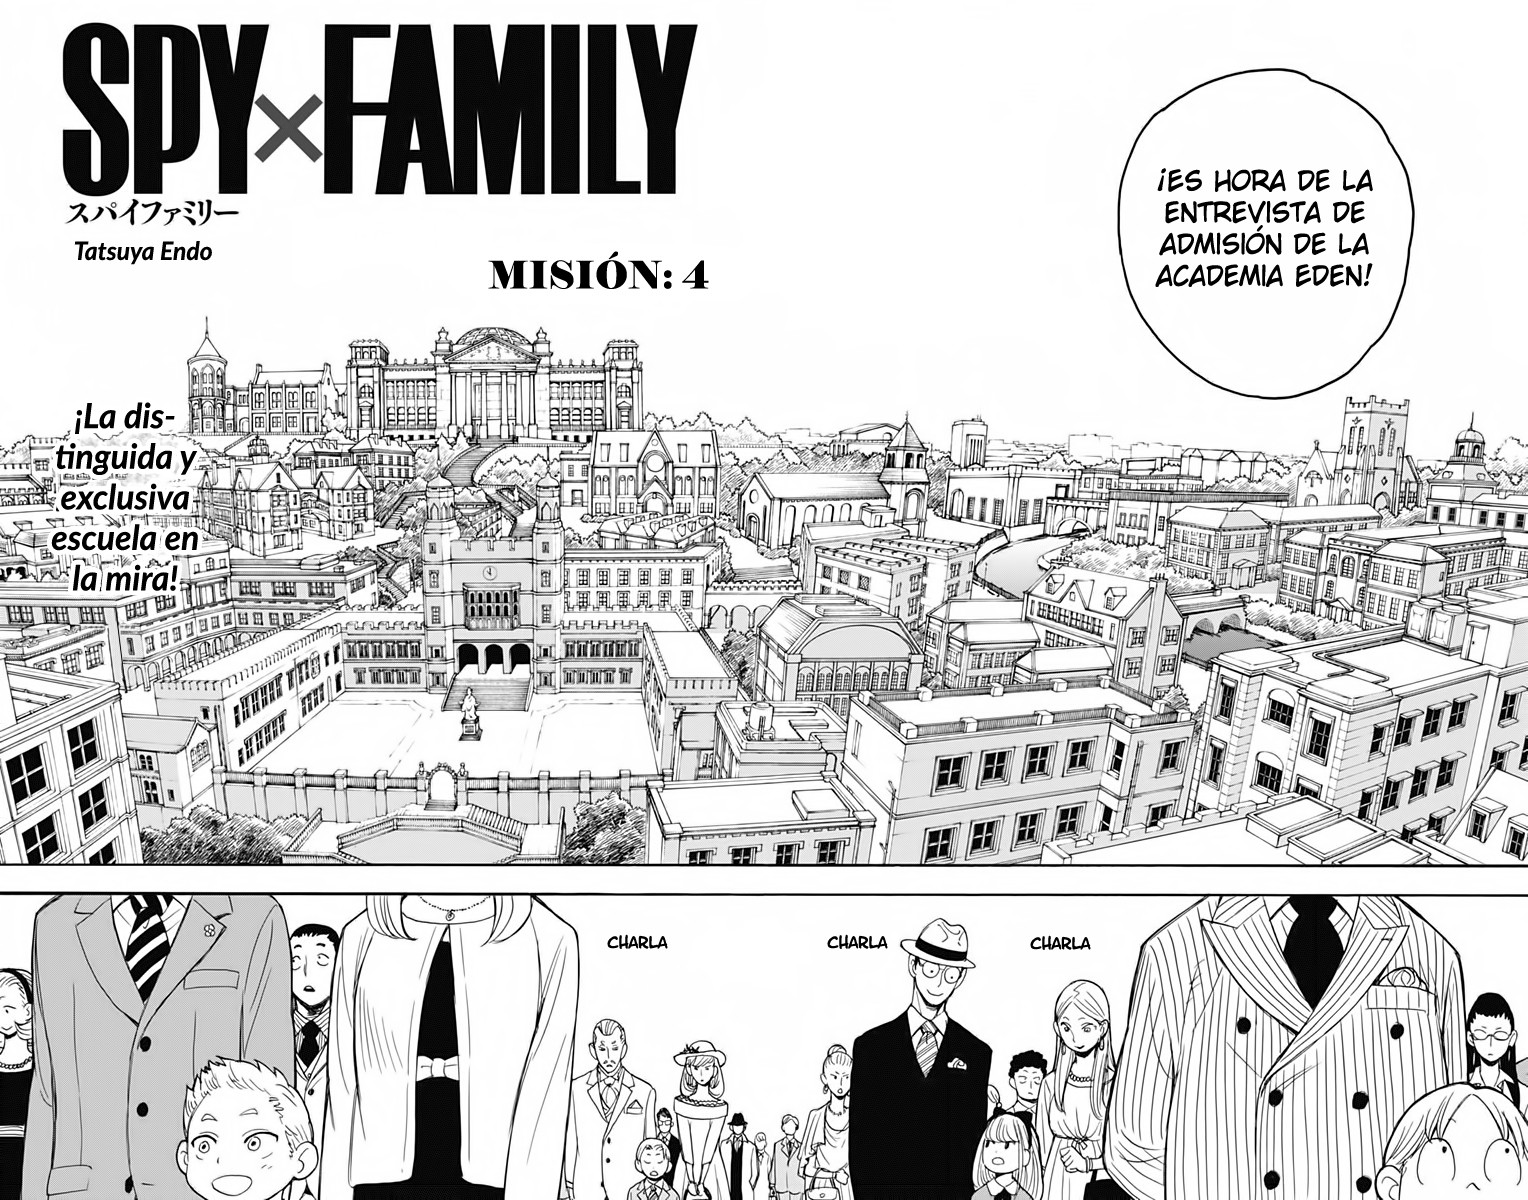 SPY×FAMILY
スパイファミリー
Tatsuya Endo
MISIÓN: 4
¡ES HORA DE LA
ENTREVISTA DE
ADMISIÓN DE LA
ACADEMIA EDEN!
¡La dis-
tinguida y
exclusiva
escuela en
la mira!
CHARLA
CHARLA
CHARLA